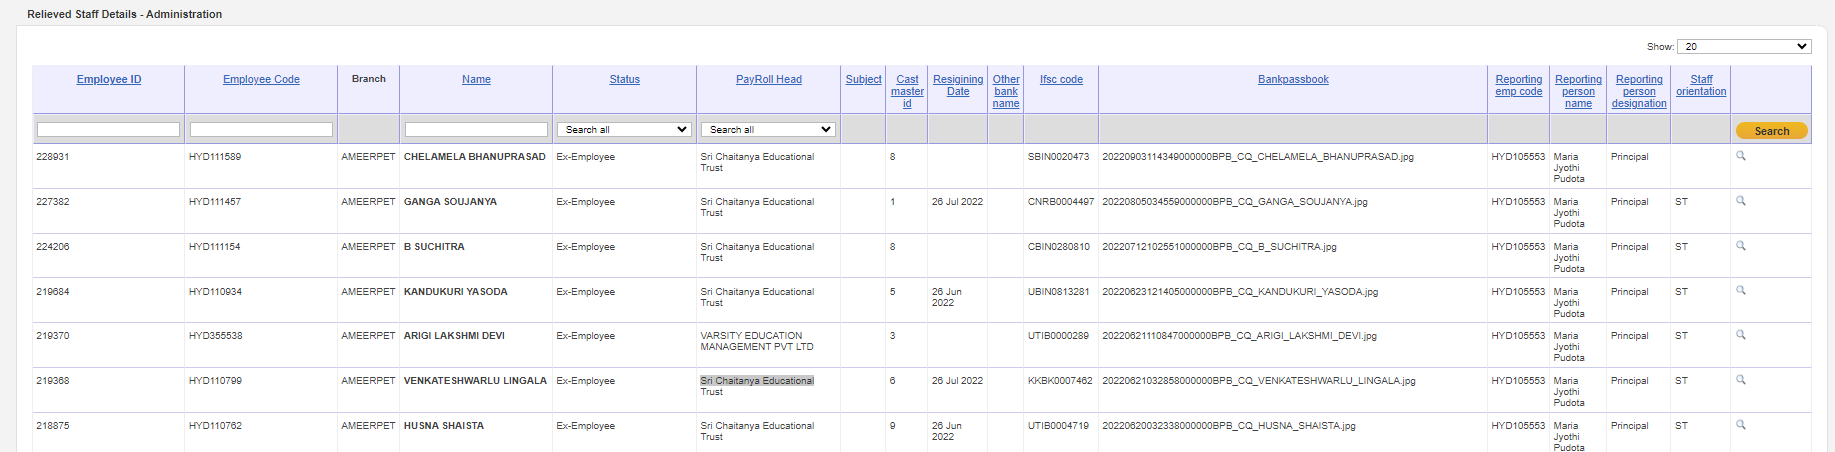 Relieved Staff Details - Administration
Show: 20
Employee ID Employee Code Branch Name Status PayRoll Head Subject Cast master id Resigining Date Other bank name Ifsc code Bankpassbook Reporting emp code Reporting person name Reporting person designation Staff orientation
Search all Search all Search
228931 HYD111589 AMEERPET CHELAMELA BHANUPRASAD Ex-Employee Sri Chaitanya Educational Trust 8 SBIN0020473 20220903114349000000BPB_CQ_CHELAMELA_BHANUPRASAD.jpg HYD105553 Maria Jyothi Pudota Principal
227382 HYD111457 AMEERPET GANGA SOUJANYA Ex-Employee Sri Chaitanya Educational Trust 1 26 Jul 2022 CNRB0004497 20220805034559000000BPB_CQ_GANGA_SOUJANYA.jpg HYD105553 Maria Jyothi Pudota Principal ST
224206 HYD111154 AMEERPET B SUCHITRA Ex-Employee Sri Chaitanya Educational Trust 8 CBIN0280810 20220712102551000000BPB_CQ_B_SUCHITRA.jpg HYD105553 Maria Jyothi Pudota Principal ST
219684 HYD110934 AMEERPET KANDUKURI YASODA Ex-Employee Sri Chaitanya Educational Trust 5 26 Jun 2022 UBIN0813281 20220623121405000000BPB_CQ_KANDUKURI_YASODA.jpg HYD105553 Maria Jyothi Pudota Principal ST
219370 HYD355538 AMEERPET ARIGI LAKSHMI DEVI Ex-Employee VARSITY EDUCATION MANAGEMENT PVT LTD 3 UTIB0000289 20220621110847000000BPB_CQ_ARIGI_LAKSHMI_DEVI.jpg HYD105553 Maria Jyothi Pudota Principal ST
219368 HYD110799 AMEERPET VENKATESHWARLU LINGALA Ex-Employee Sri Chaitanya Educational Trust 6 26 Jul 2022 KKBK0007462 20220621032858000000BPB_CQ_VENKATESHWARLU_LINGALA.jpg HYD105553 Maria Jyothi Pudota Principal ST
218875 HYD110762 AMEERPET HUSNA SHAISTA Ex-Employee Sri Chaitanya Educational Trust 9 26 Jun 2022 UTIB0004719 20220620032338000000BPB_CQ_HUSNA_SHAISTA.jpg HYD105553 Maria Jyothi Pudota Principal ST